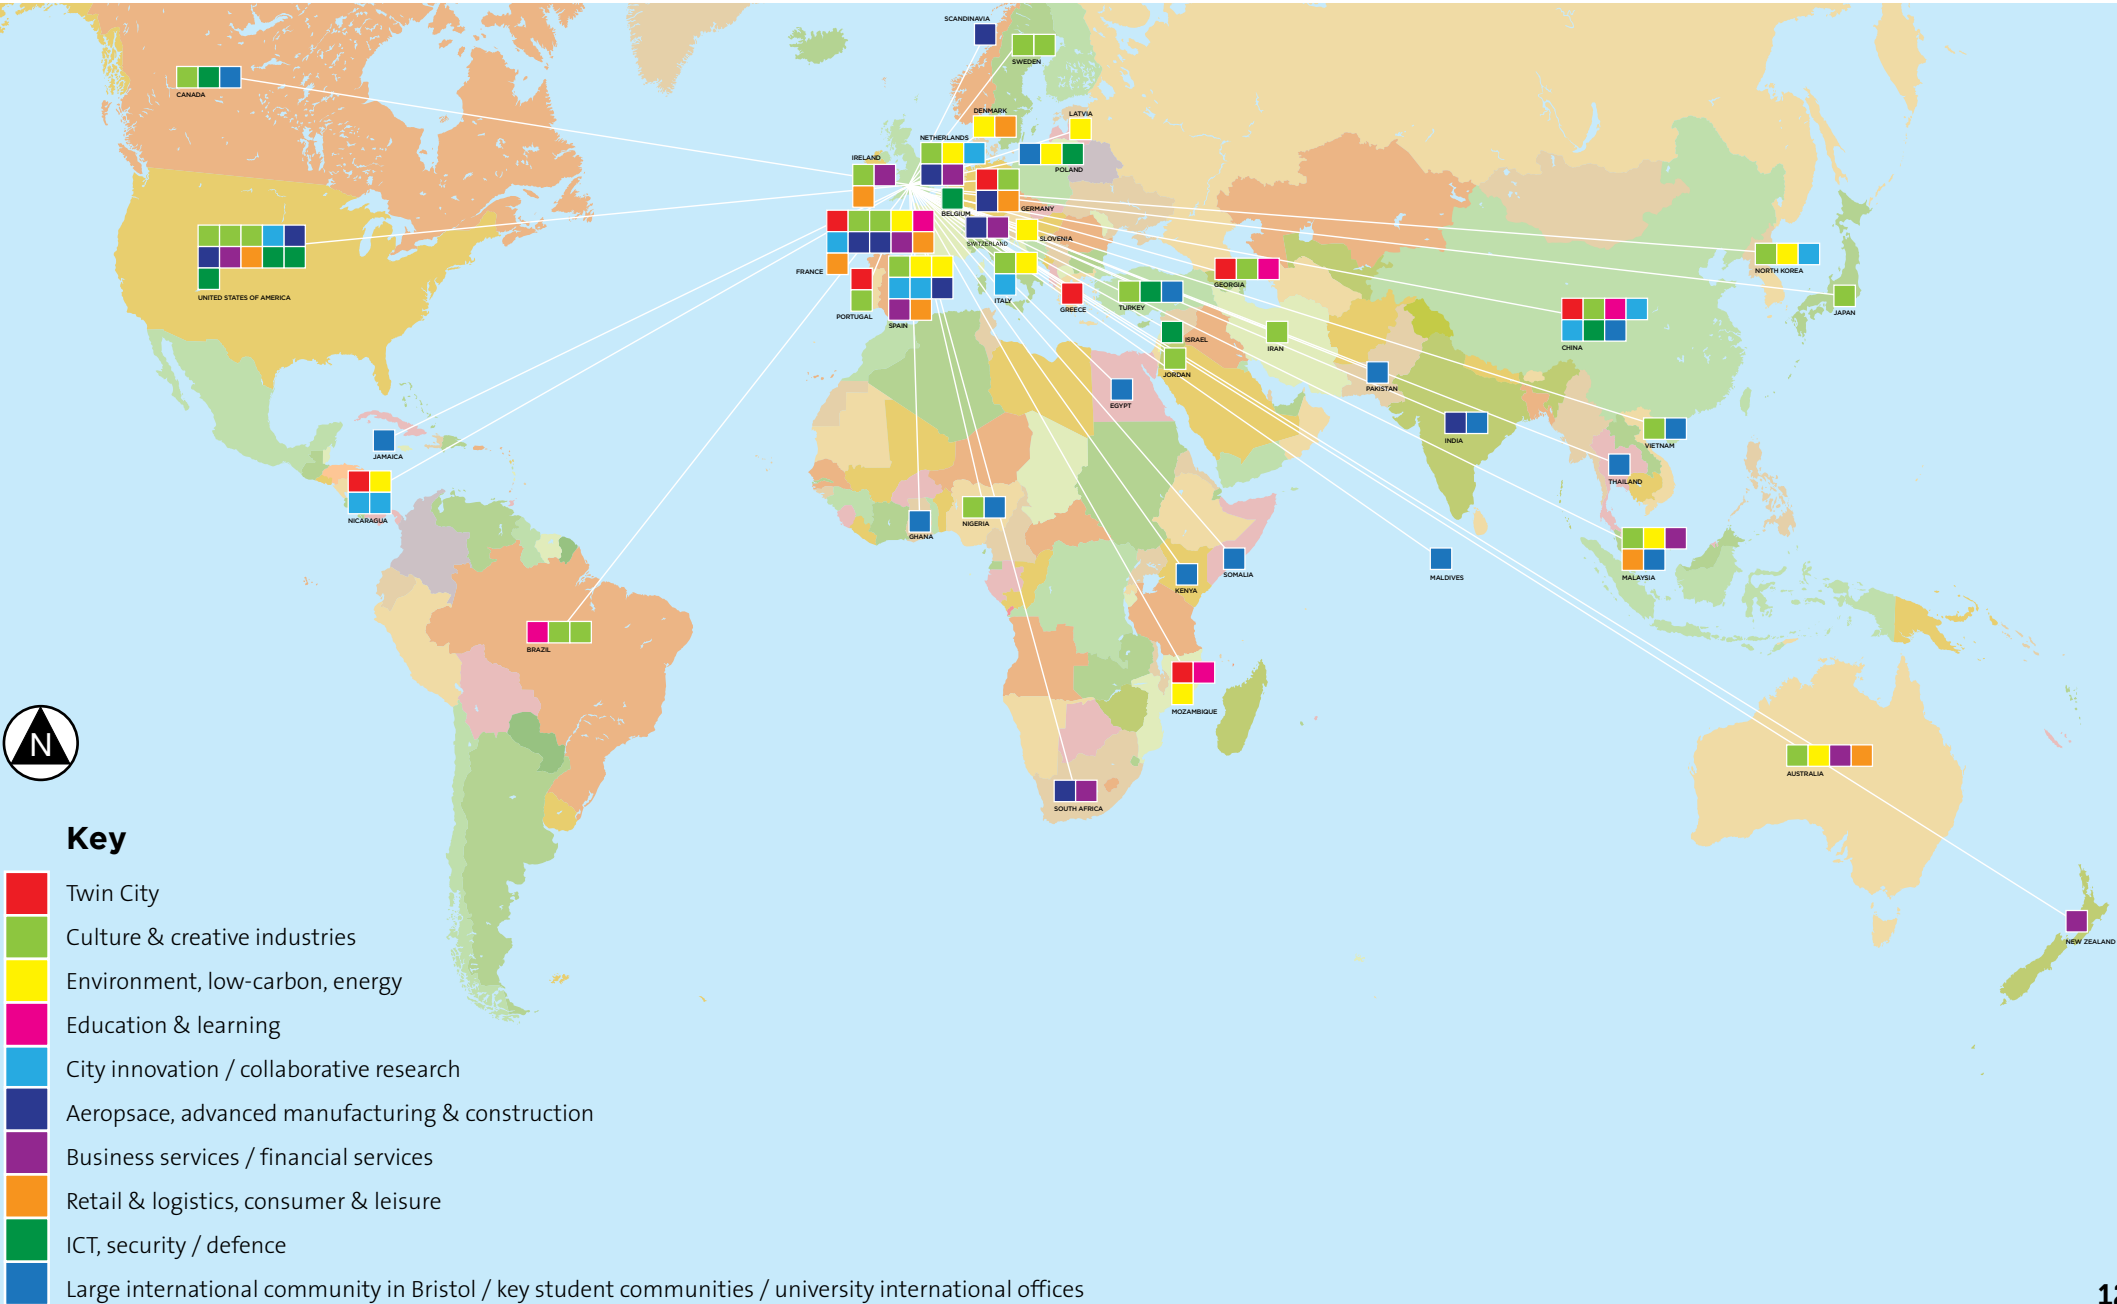 SCANDINAVIA
SWEDEN
CANADA
DENMARK
LATVIA
NETHERLANDS
IRELAND
POLAND
BELGIUM
GERMANY
SWITZERLAND
SLOVENIA
FRANCE
UNITED STATES OF AMERICA
PORTUGAL
SPAIN
ITALY
GREECE
TURKEY
GEORGIA
NORTH KOREA
JAPAN
ISRAEL
IRAN
CHINA
JORDAN
PAKISTAN
EGYPT
INDIA
VIETNAM
JAMAICA
THAILAND
NICARAGUA
NIGERIA
GHANA
SOMALIA
KENYA
MALDIVES
MALAYSIA
BRAZIL
MOZAMBIQUE
N
AUSTRALIA
SOUTH AFRICA
NEW ZEALAND
Key
Twin City
Culture & creative industries
Environment, low-carbon, energy
Education & learning
City innovation / collaborative research
Aeropsace, advanced manufacturing & construction
Business services / financial services
Retail & logistics, consumer & leisure
ICT, security / defence
Large international community in Bristol / key student communities / university international offices